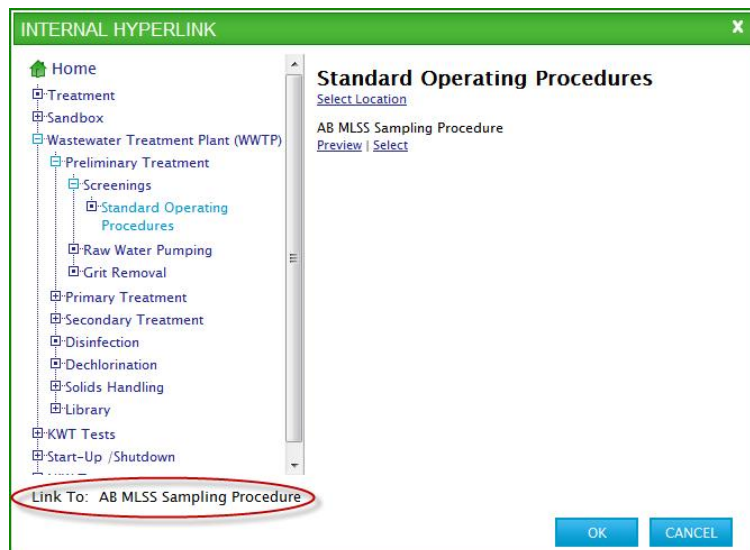 INTERNAL HYPERLINK
x
Home
Treatment
Sandbox
Wastewater Treatment Plant (WWTP)
Preliminary Treatment
Screenings
Standard Operating
Procedures
Raw Water Pumping
Grit Removal
Primary Treatment
Secondary Treatment
Disinfection
Dechlorination
Solids Handling
Library
KWT Tests
Start-Up /Shutdown
Standard Operating Procedures
Select Location
AB MLSS Sampling Procedure
Preview | Select
Link To: AB MLSS Sampling Procedure
OK
CANCEL